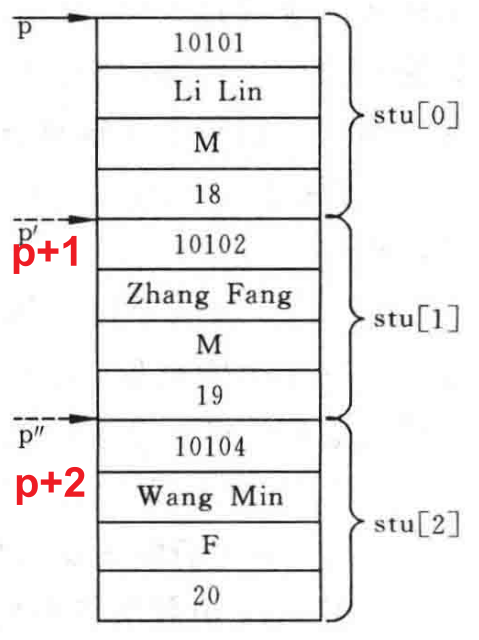 p
10101
Li Lin
M
18
stu[0]
p′
p+1
10102
Zhang Fang
M
19
stu[1]
p″
p+2
10104
Wang Min
F
20
stu[2]